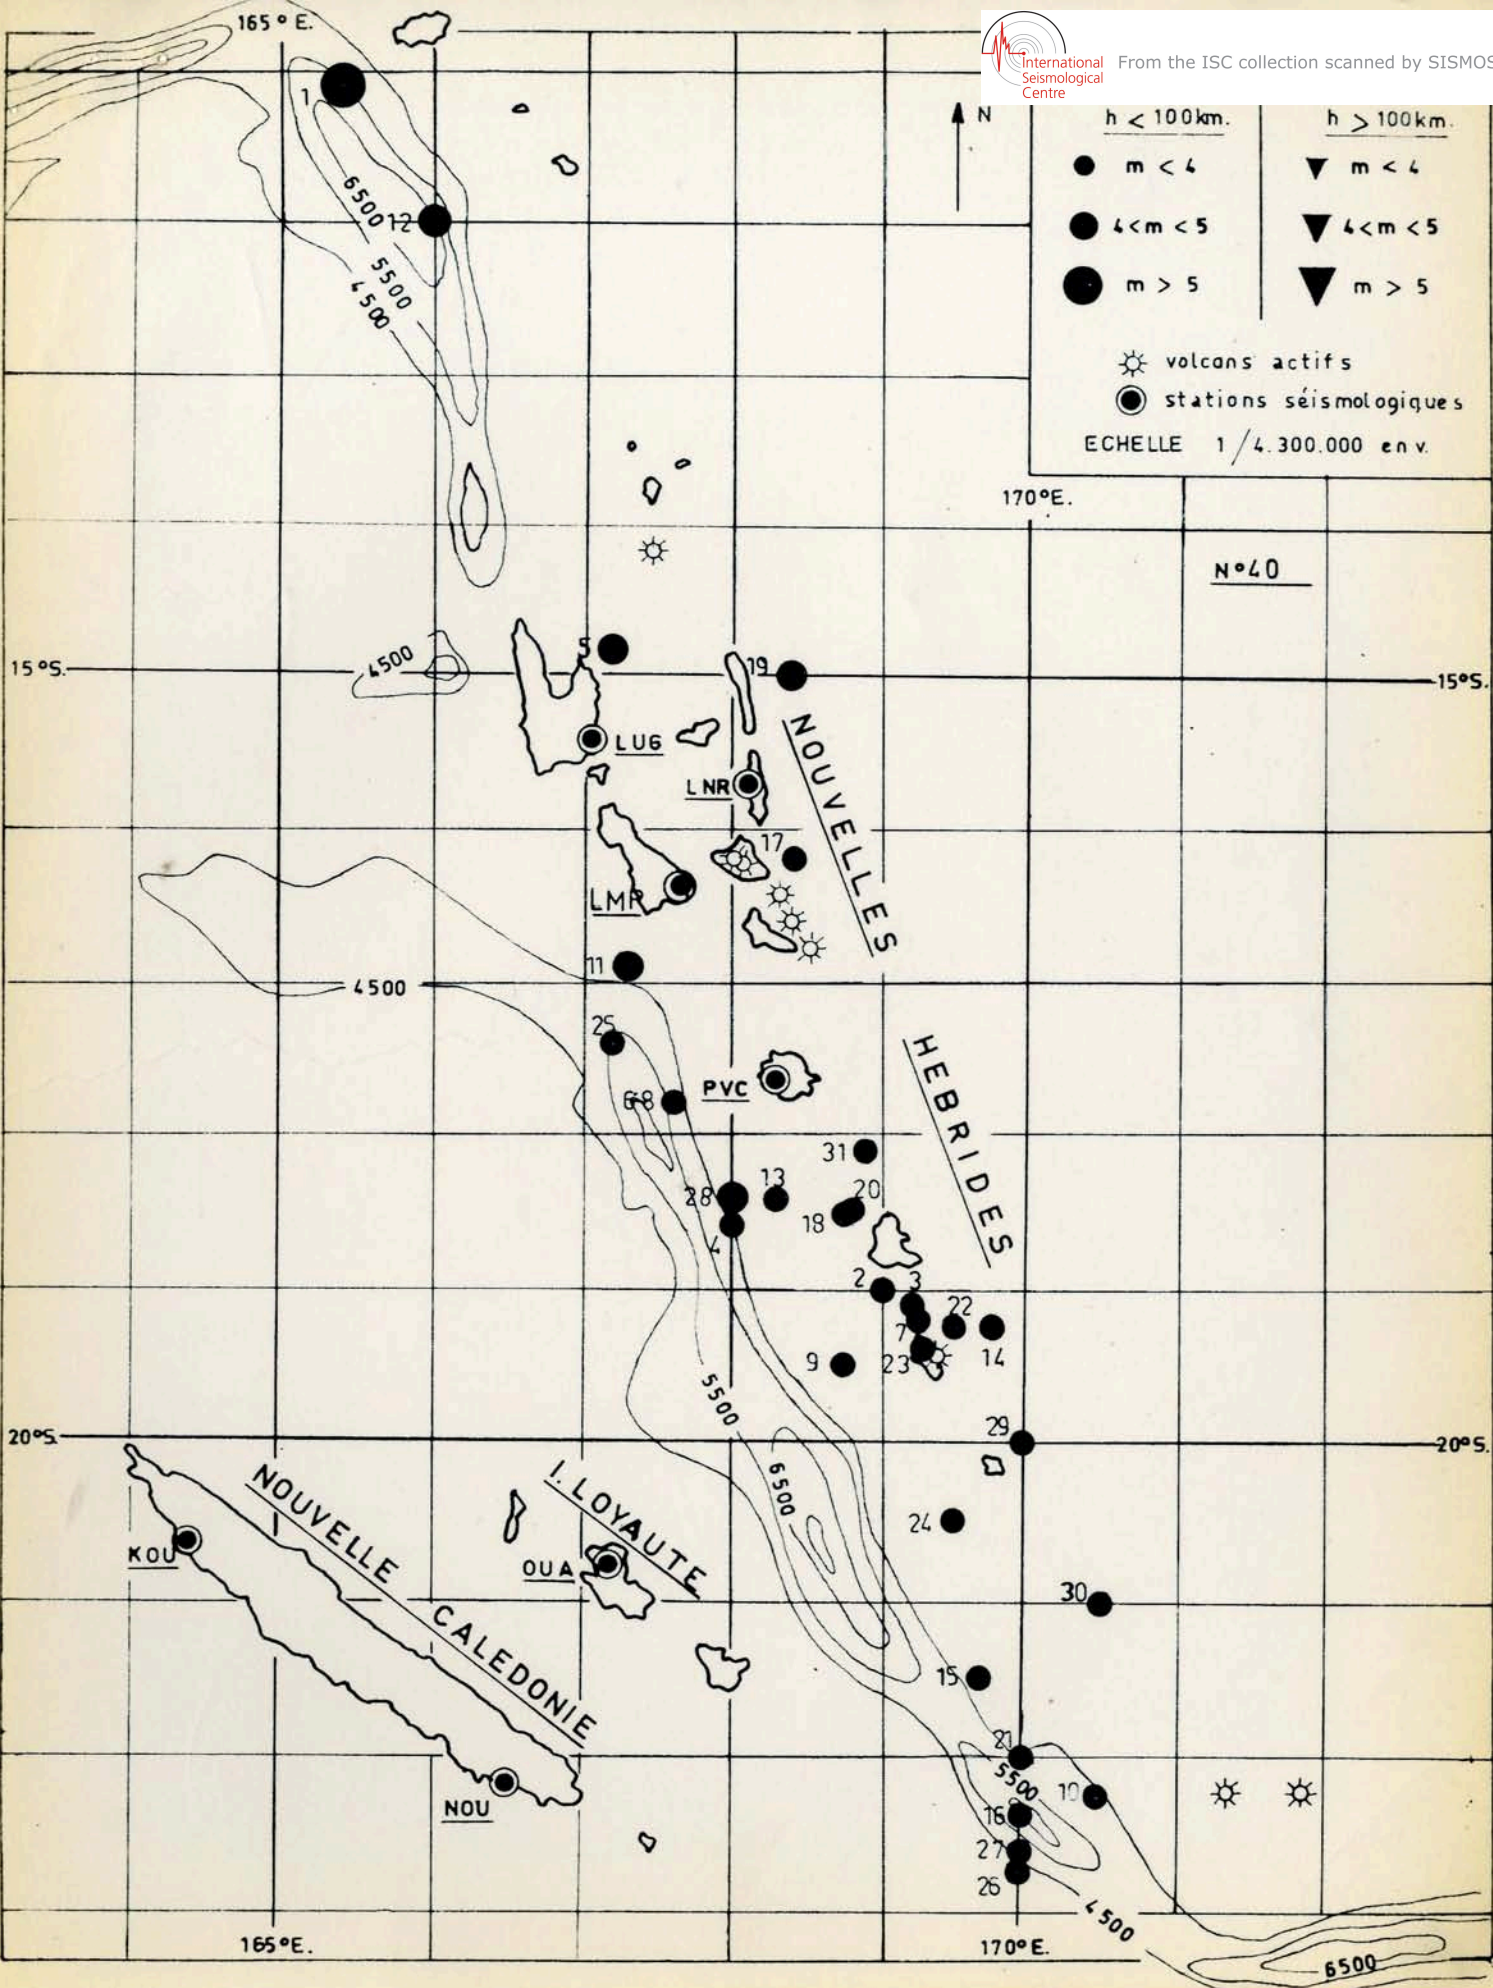 165° E.
International
Seismological
Centre
From the ISC collection scanned by SISMOS
N
h < 100km.
h > 100km.
m < 4
m < 4
4<m < 5
4<m < 5
m > 5
m > 5
volcans actifs
stations séismologiques
ECHELLE 1/4.300.000 env.
1
6500
12
5500
4500
170°E.
N°40
15°S.
4500
5
19
15°S.
LUG
LNR
NOUVELLES
17
LMP
11
4500
25
HEBRIDES
PVC
68
31
28
13
20
18
4
2
3
22
7
9
23
14
5500
20°S.
29
20°S.
NOUVELLE CALEDONIE
I. LOYAUTE
6500
24
KOU
OUA
30
15
21
5500
10
NOU
16
27
26
4500
165°E.
170°E.
6500